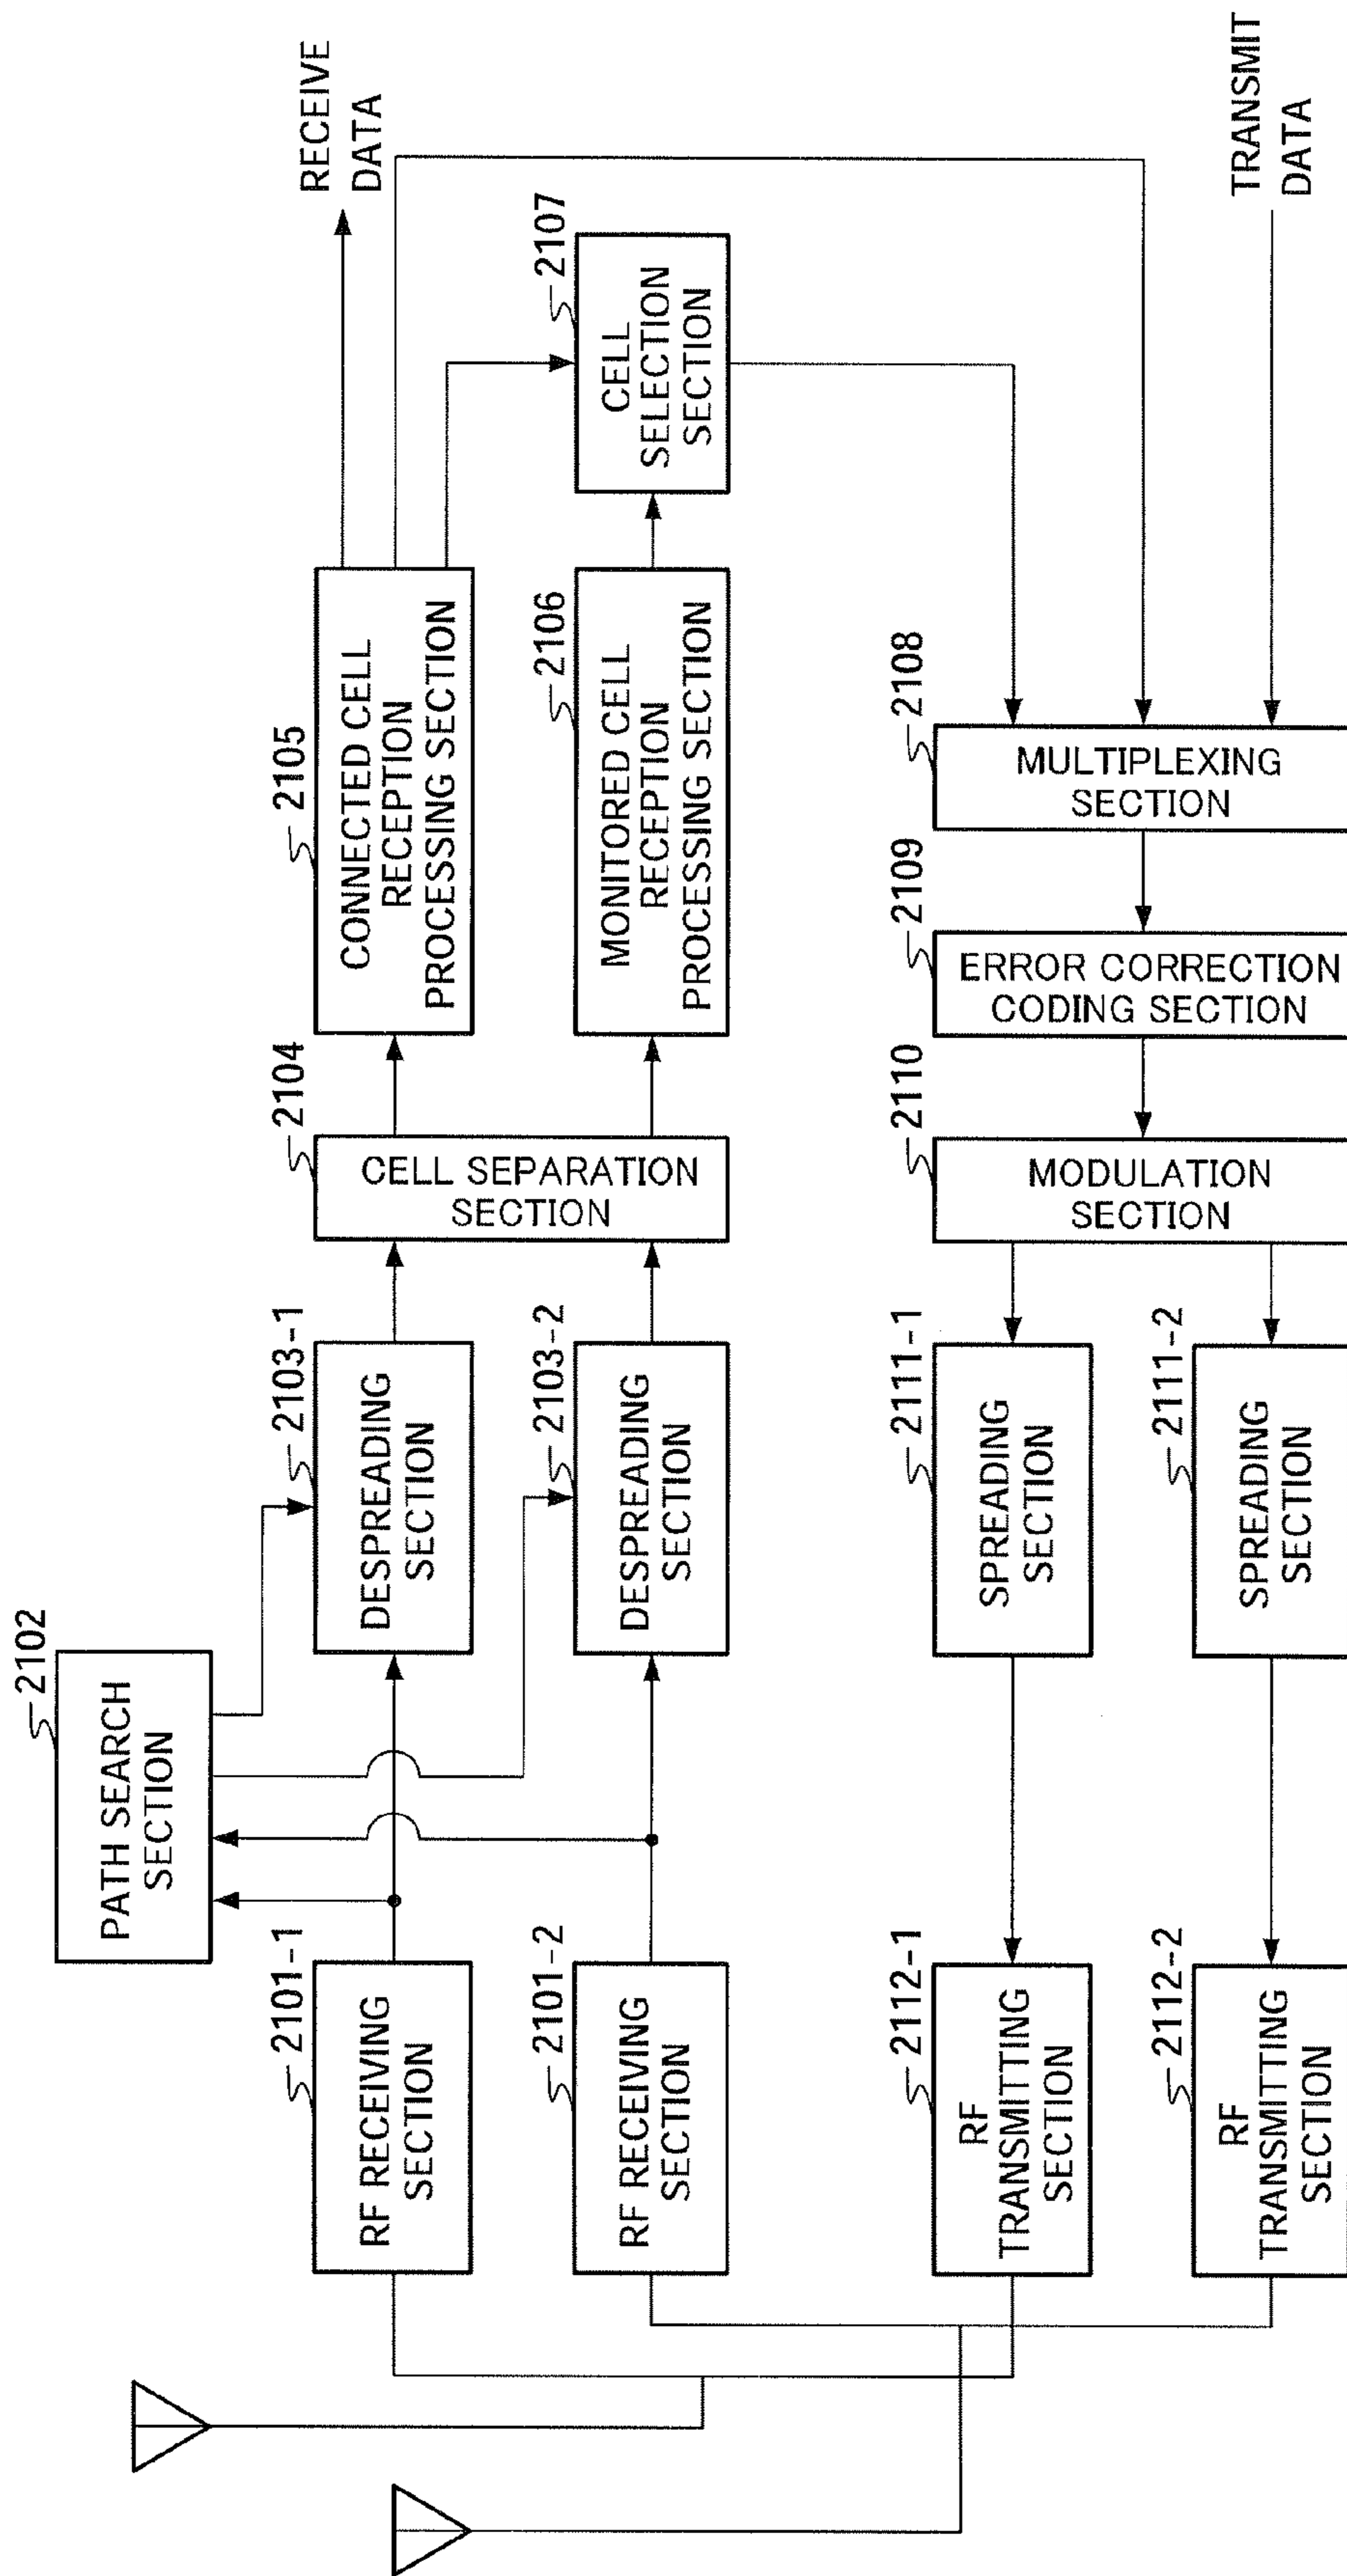 2102
PATH SEARCH
SECTION
2101-1
RF RECEIVING
SECTION
2103-1
DESPREADING
SECTION
2104
CELL SEPARATION
SECTION
2105
CONNECTED CELL
RECEPTION
PROCESSING SECTION
RECEIVE
DATA
2101-2
RF RECEIVING
SECTION
2103-2
DESPREADING
SECTION
2106
MONITORED CELL
RECEPTION
PROCESSING SECTION
2107
CELL
SELECTION
SECTION
2112-1
RF
TRANSMITTING
SECTION
2111-1
SPREADING
SECTION
2110
MODULATION
SECTION
2109
ERROR CORRECTION
CODING SECTION
2108
MULTIPLEXING
SECTION
2112-2
RF
TRANSMITTING
SECTION
2111-2
SPREADING
SECTION
TRANSMIT
DATA